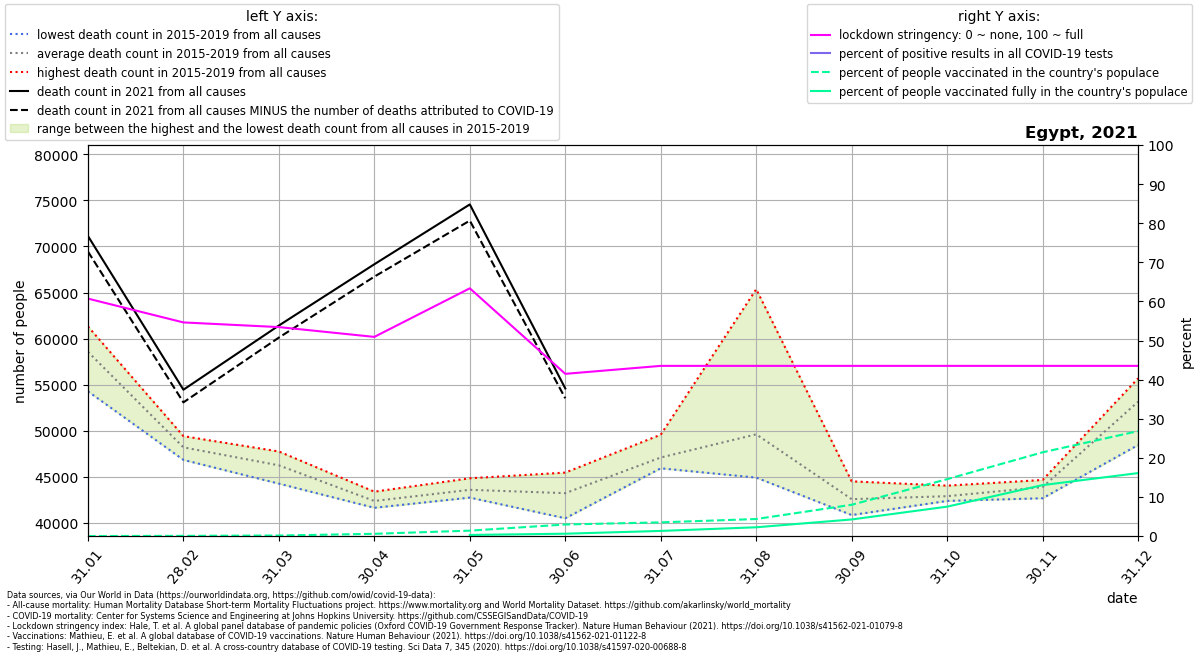 left Y axis:
lowest death count in 2015-2019 from all causes
average death count in 2015-2019 from all causes
highest death count in 2015-2019 from all causes
death count in 2021 from all causes
death count in 2021 from all causes MINUS the number of deaths attributed to COVID-19
range between the highest and the lowest death count from all causes in 2015-2019
right Y axis:
lockdown stringency: 0 ~ none, 100 ~ full
percent of positive results in all COVID-19 tests
percent of people vaccinated in the country's populace
percent of people vaccinated fully in the country's populace
Egypt, 2021
80000
75000
70000
65000
60000
55000
50000
45000
40000
number of people
100
90
80
70
60
50
40
30
20
10
0
percent
31.01
28.02
31.03
30.04
31.05
30.06
31.07
31.08
30.09
31.10
30.11
31.12
date
Data sources, via Our World in Data (https://ourworldindata.org, https://github.com/owid/covid-19-data):
- All-cause mortality: Human Mortality Database Short-term Mortality Fluctuations project. https://www.mortality.org and World Mortality Dataset. https://github.com/akarlinsky/world_mortality
- COVID-19 mortality: Center for Systems Science and Engineering at Johns Hopkins University. https://github.com/CSSEGISandData/COVID-19
- Lockdown stringency index: Hale, T. et al. A global panel database of pandemic policies (Oxford COVID-19 Government Response Tracker). Nature Human Behaviour (2021). https://doi.org/10.1038/s41562-021-01079-8
- Vaccinations: Mathieu, E. et al. A global database of COVID-19 vaccinations. Nature Human Behaviour (2021). https://doi.org/10.1038/s41562-021-01122-8
- Testing: Hasell, J., Mathieu, E., Beltekian, D. et al. A cross-country database of COVID-19 testing. Sci Data 7, 345 (2020). https://doi.org/10.1038/s41597-020-00688-8